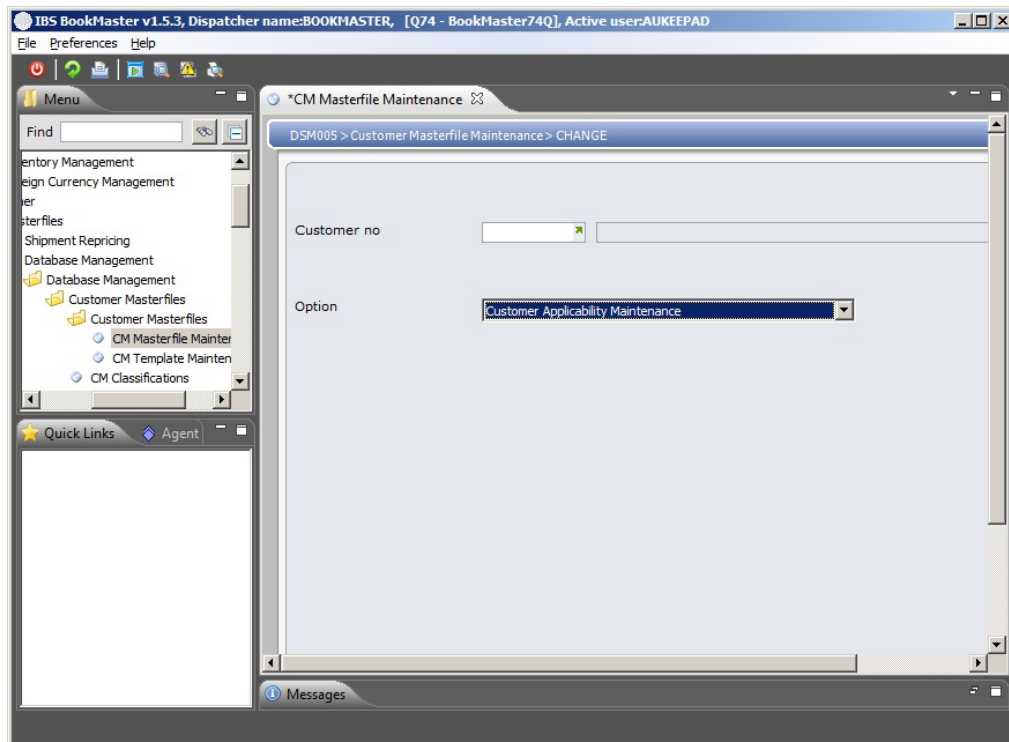 IBS BookMaster v1.5.3, Dispatcher name:BOOKMASTER, [Q74 - BookMaster74Q], Active user:AUKEEPAD
File Preferences Help
Menu
Find
entory Management
eign Currency Management
er
sterfiles
Shipment Repricing
Database Management
Database Management
Customer Masterfiles
Customer Masterfiles
CM Masterfile Mainter
CM Template Mainten
CM Classifications
Quick Links Agent
*CM Masterfile Maintenance
DSM005 > Customer Masterfile Maintenance > CHANGE
Customer no
Option Customer Applicability Maintenance
Messages